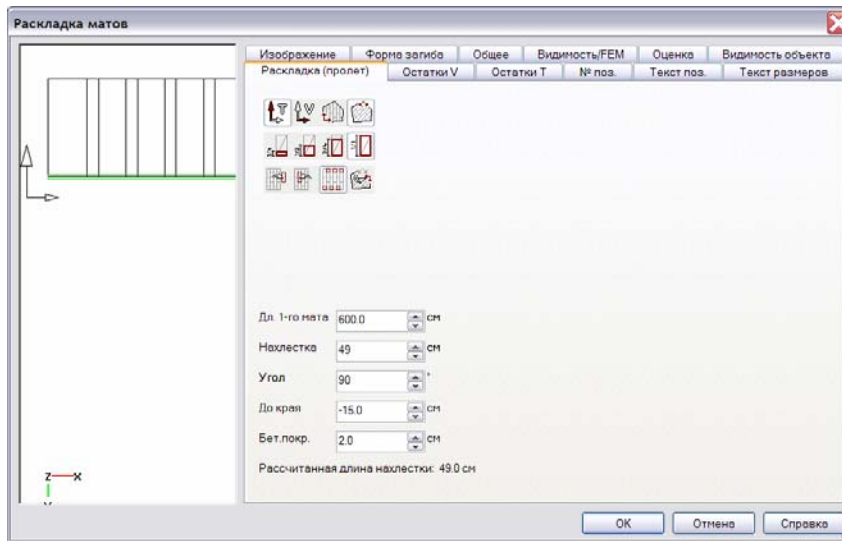 Раскладка матов
Изображение Форма загиба Общее Видимость/FEM Оценка Видимость объекта
Раскладка (пролет) Остатки V Остатки T № поз. Текст поз. Текст размеров
Дл. 1-го мата 600.0 см
Нахлестка 49 см
Угол 90 °
До края -15.0 см
Бет.покр. 2.0 см
Рассчитанная длина нахлестки: 49.0 см
z x
ОК Отмена Справка